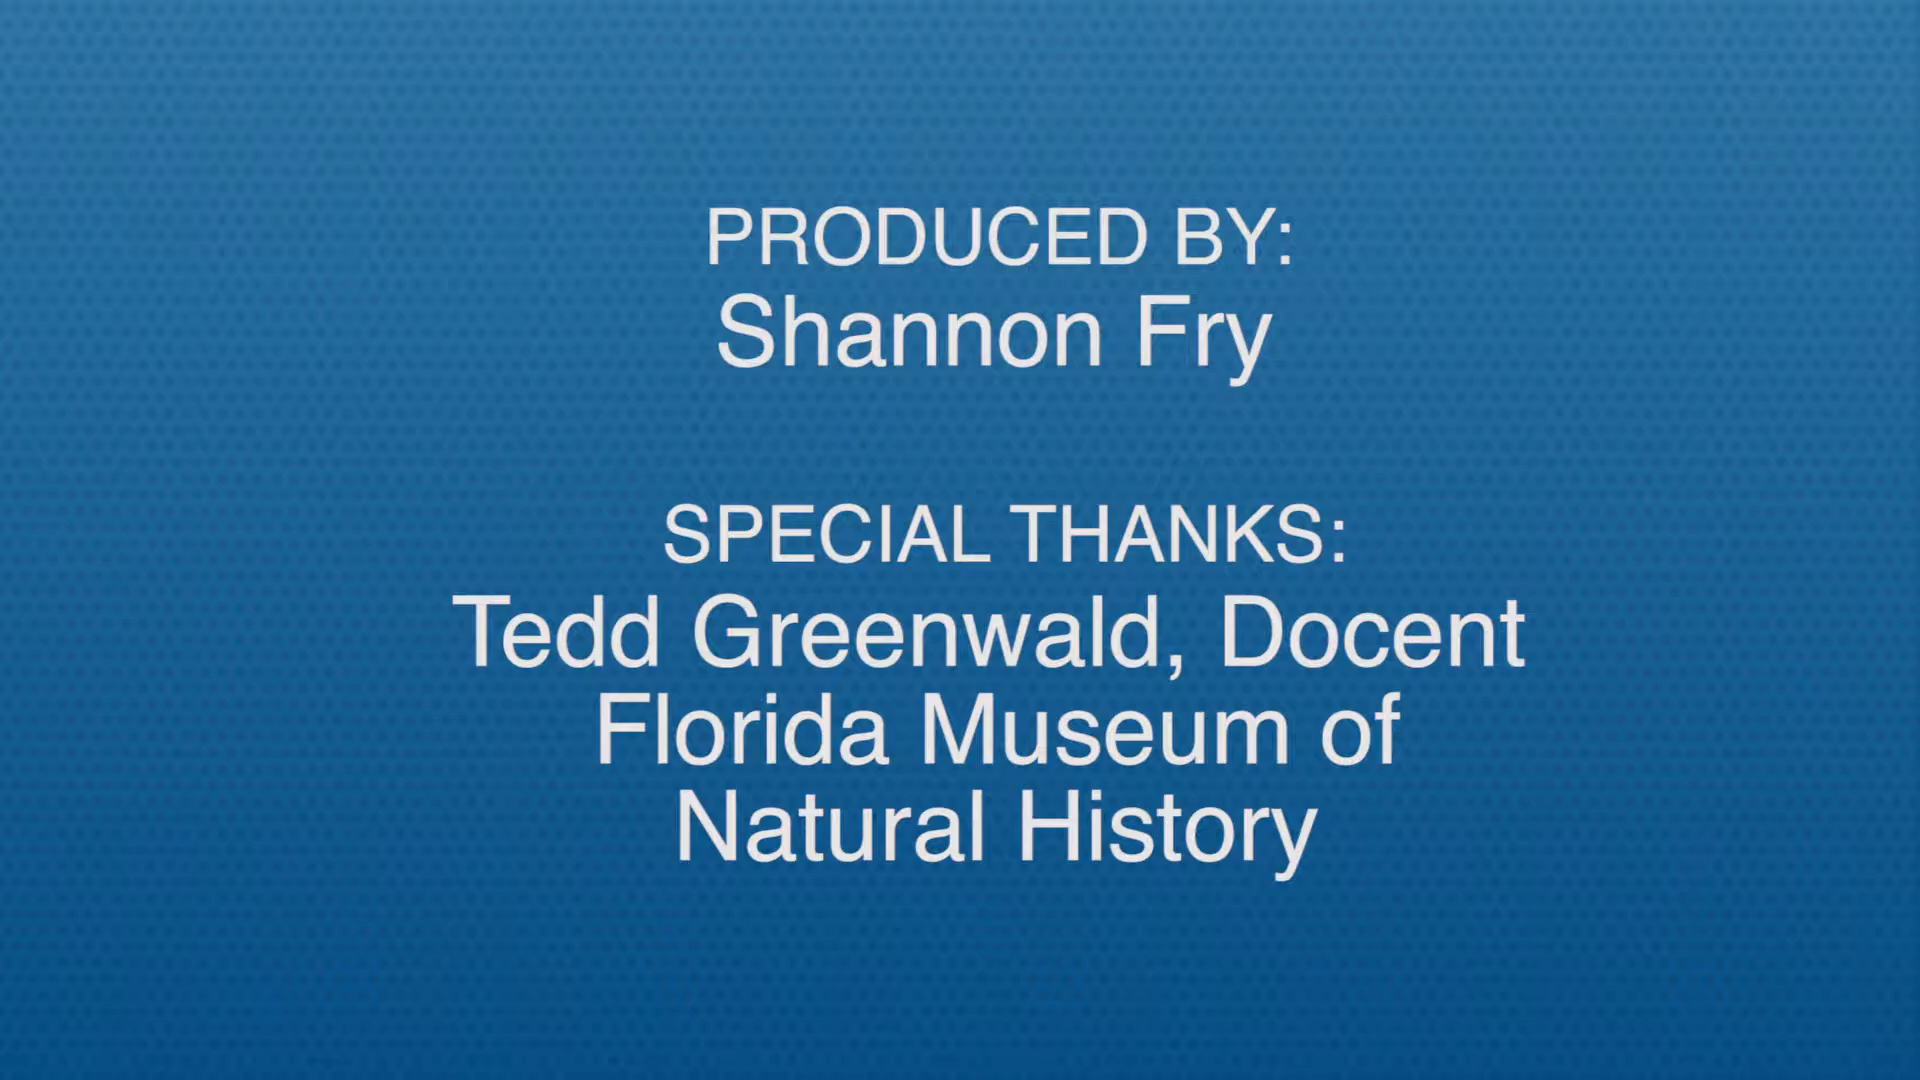 PRODUCED BY:
Shannon Fry
SPECIAL THANKS:
Tedd Greenwald, Docent
Florida Museum of
Natural History